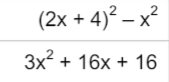 (2x + 4)² – x²
3x² + 16x + 16